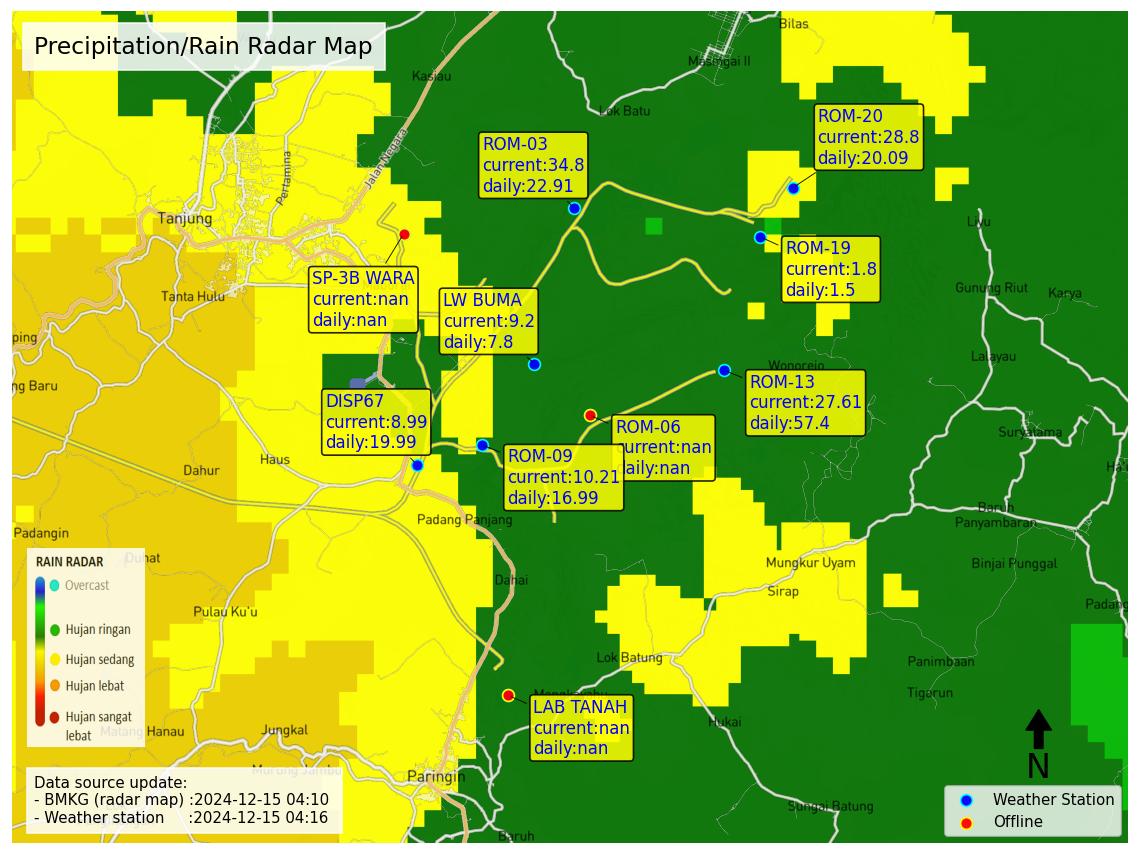 Precipitation/Rain Radar Map
Bilas
Kasiau
Masingai II
Lok Batu
Jalan Negara
Pertamina
Tanjung
Tanta Hulu
ping
ng Baru
Liyu
Gunung Riut
Karya
Lalayau
Wonorejo
Suryatama
Ha
Dahur
Haus
Padang Panjang
Baruh
Panyambaran
Padangin
Mungkur Uyam
Binjai Punggal
Dahai
Sirap
Padang
Pulau Ku'u
Lok Batung
Panimbaan
Tigarun
Hukai
Jungkal
Matang Hanau
Murung Jambu
Paringin
Sungai Batung
Baruh
ROM-03
current:34.8
daily:22.91
ROM-20
current:28.8
daily:20.09
ROM-19
current:1.8
daily:1.5
SP-3B WARA
current:nan
daily:nan
LW BUMA
current:9.2
daily:7.8
DISP67
current:8.99
daily:19.99
ROM-13
current:27.61
daily:57.4
ROM-06
current:nan
daily:nan
ROM-09
current:10.21
daily:16.99
LAB TANAH
current:nan
daily:nan
RAIN RADAR
Overcast
Hujan ringan
Hujan sedang
Hujan lebat
Hujan sangat
lebat
Data source update:
- BMKG (radar map) :2024-12-15 04:10
- Weather station :2024-12-15 04:16
N
Weather Station
Offline